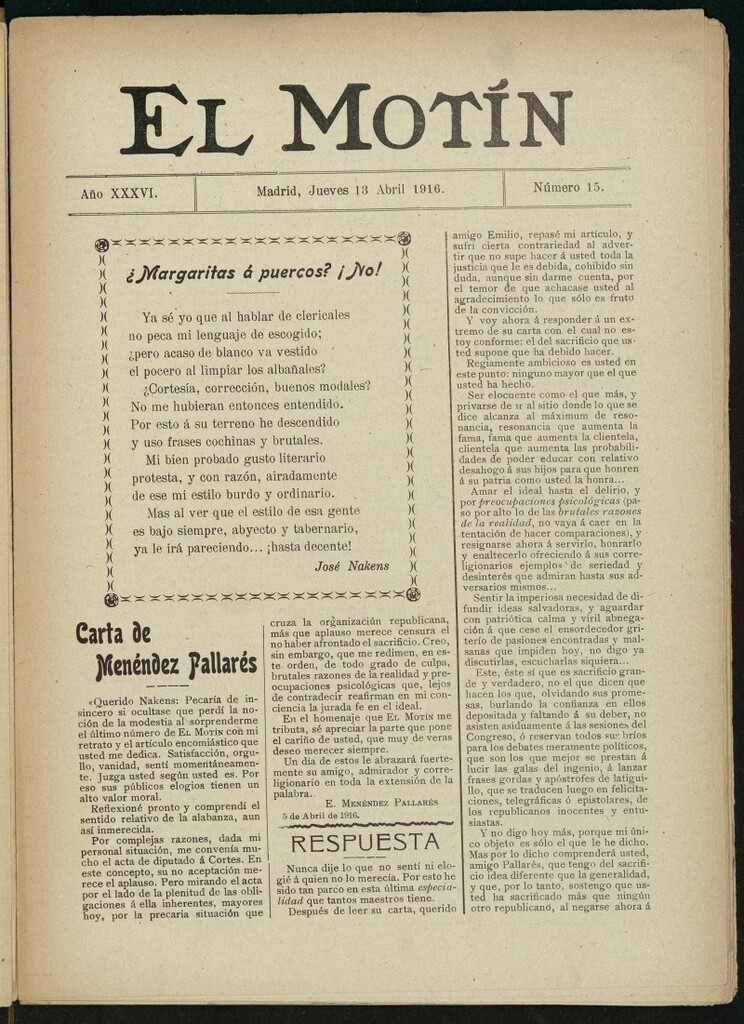 EL MOTÍN
Año XXXVI.
Madrid, Jueves 13 Abril 1916.
Número 15.
¿Margaritas á puercos? ¡No!
Ya sé yo que al hablar de clericales
no peca mi lenguaje de escogido;
¿pero acaso de blanco va vestido
el pocero al limpiar los albañales?
¿Cortesía, corrección, buenos modales?
No me hubieran entonces entendido.
Por esto á su terreno he descendido
y uso frases cochinas y brutales.
Mi bien probado gusto literario
protesta, y con razón, airadamente
de ese mi estilo burdo y ordinario.
Mas al ver que el estilo de esa gente
es bajo siempre, abyecto y tabernario,
ya le irá pareciendo... ¡hasta decente!
José Nakens
Carta de
Menéndez Pallarés
«Querido Nakens: Pecaría de in-
sincero si ocultase que perdí la no-
ción de la modestia al sorprenderme
el último número de EL MOTÍN con mi
retrato y el artículo encomiástico que
usted me dedica. Satisfacción, orgu-
llo, vanidad, sentí momentáneamen-
te. Juzga usted según usted es. Por
eso sus públicos elogios tienen un
alto valor moral.
Reflexioné pronto y comprendí el
sentido relativo de la alabanza, aun
así inmerecida.
Por complejas razones, dada mi
personal situación, me convenía mu-
cho el acta de diputado á Cortes. En
este concepto, su no aceptación me-
rece el aplauso. Pero mirando el acta
por el lado de la plenitud de las obli-
gaciones á ella inherentes, mayores
hoy, por la precaria situación que
cruza la organización republicana,
más que aplauso merece censura el
no haber afrontado el sacrificio. Creo,
sin embargo, que me redimen, en es-
te orden, de todo grado de culpa,
brutales razones de la realidad y pre-
ocupaciones psicológicas que, lejos
de contradecir reafirman en mi con-
ciencia la jurada fe en el ideal.
En el homenaje que EL MOTÍN me
tributa, sé apreciar la parte que pone
el cariño de usted, que muy de veras
deseo merecer siempre.
Un día de estos le abrazará fuerte-
mente su amigo, admirador y corre-
ligionario en toda la extensión de la
palabra.
E. MENÉNDEZ PALLARÉS
5 de Abril de 1916.
RESPUESTA
Nunca dije lo que no sentí ni elo-
gié á quien no lo merecía. Por esto he
sido tan parco en esta última especia-
lidad que tantos maestros tiene.
Después de leer su carta, querido
amigo Emilio, repasé mi artículo, y
sufrí cierta contrariedad al adver-
tir que no supe hacer á usted toda la
justicia que le es debida, cohibido sin
duda, aunque sin darme cuenta, por
el temor de que achacase usted al
agradecimiento lo que sólo es fruto
de la convicción.
Y voy ahora á responder á un ex-
tremo de su carta con el cual no es-
toy conforme: el del sacrificio que us-
ted supone que ha debido hacer.
Regiamente ambicioso es usted en
este punto: ninguno mayor que el que
usted ha hecho.
Ser elocuente como el que más, y
privarse de ir al sitio donde lo que se
dice alcanza al máximum de reso-
nancia, resonancia que aumenta la
fama, fama que aumenta la clientela,
clientela que aumenta las probabili-
dades de poder educar con relativo
desahogo á sus hijos para que honren
á su patria como usted la honra...
Amar el ideal hasta el delirio, y
por preocupaciones psicológicas (pa-
so por alto lo de las brutales razones
de la realidad, no vaya á caer en la
tentación de hacer comparaciones), y
resignarse ahora á servirlo, honrarlo
y enaltecerlo ofreciendo á sus corre-
ligionarios ejemplos de seriedad y
desinterés que admiran hasta sus ad-
versarios mismos...
Sentir la imperiosa necesidad de di-
fundir ideas salvadoras, y aguardar
con patriótica calma y viril abnega-
ción á que cese el ensordecedor gri-
terío de pasiones encontradas y mal-
sanas que impiden hoy, no digo ya
discutirlas, escucharlas siquiera...
Este, éste sí que es sacrificio gran-
de y verdadero, no el que dicen que
hacen los que, olvidando sus prome-
sas, burlando la confianza en ellos
depositada y faltando á su deber, no
asisten asiduamente á las sesiones del
Congreso, ó reservan todos sus bríos
para los debates meramente políticos,
que son los que mejor se prestan á
lucir las galas del ingenio, á lanzar
frases gordas y apóstrofes de latigui-
llo, que se traducen luego en felicita-
ciones, telegráficas ó epistolares, de
los republicanos inocentes y entu-
siastas.
Y no digo hoy más, porque mi úni-
co objeto es sólo el que le he dicho.
Mas por lo dicho comprenderá usted,
amigo Pallarés, que tengo del sacrifi-
cio idea diferente que la generalidad,
y que, por lo tanto, sostengo que us-
ted ha sacrificado más que ningún
otro republicano, al negarse ahora á